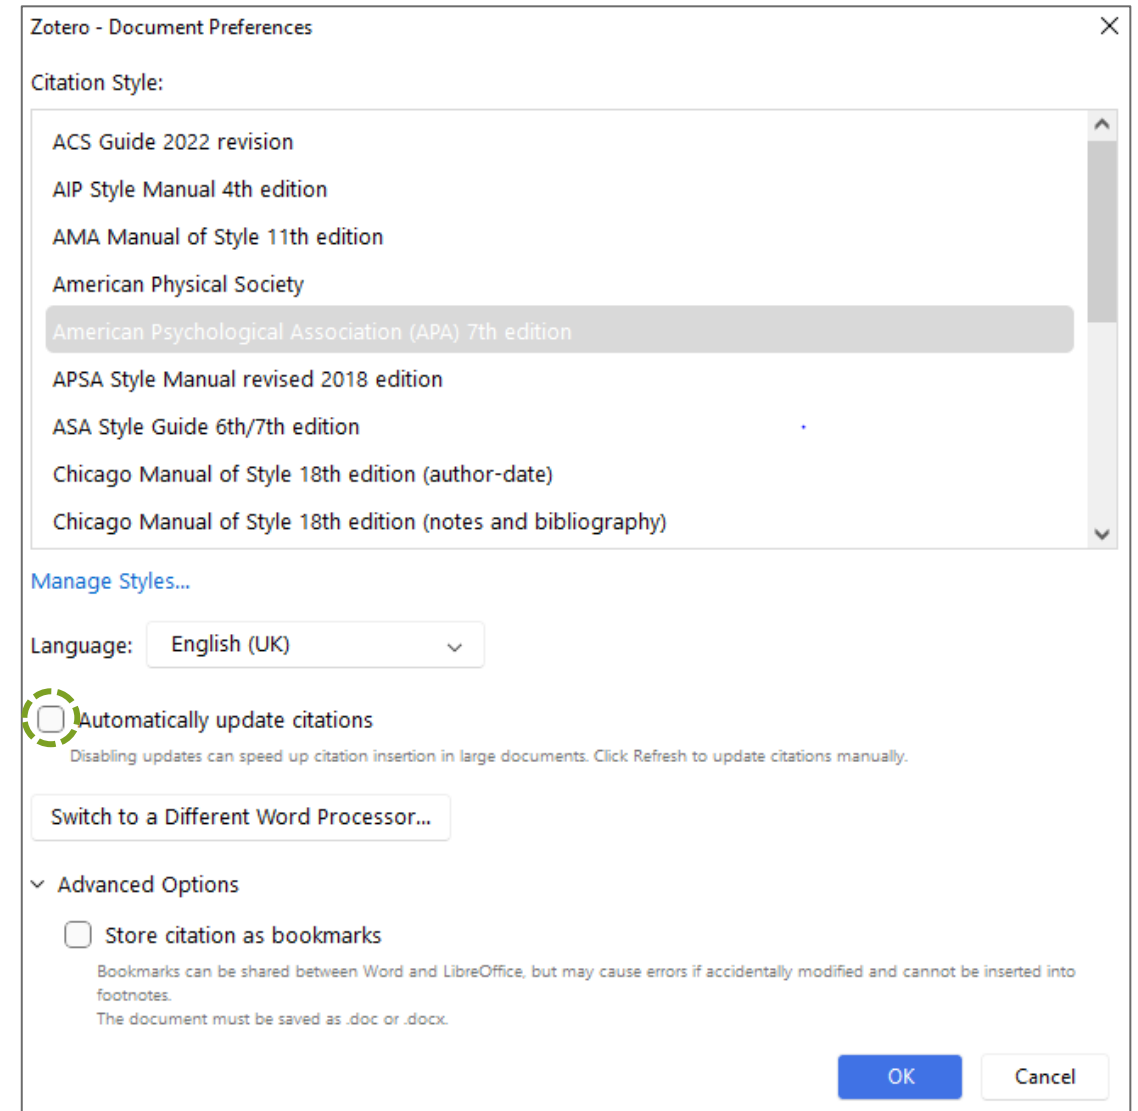 Zotero - Document Preferences
Citation Style:
ACS Guide 2022 revision
AIP Style Manual 4th edition
AMA Manual of Style 11th edition
American Physical Society
American Psychological Association (APA) 7th edition
APSA Style Manual revised 2018 edition
ASA Style Guide 6th/7th edition
Chicago Manual of Style 18th edition (author-date)
Chicago Manual of Style 18th edition (notes and bibliography)
Manage Styles...
Language: English (UK)
Automatically update citations
Disabling updates can speed up citation insertion in large documents. Click Refresh to update citations manually.
Switch to a Different Word Processor...
Advanced Options
Store citation as bookmarks
Bookmarks can be shared between Word and LibreOffice, but may cause errors if accidentally modified and cannot be inserted into
footnotes.
The document must be saved as .doc or .docx.
OK Cancel